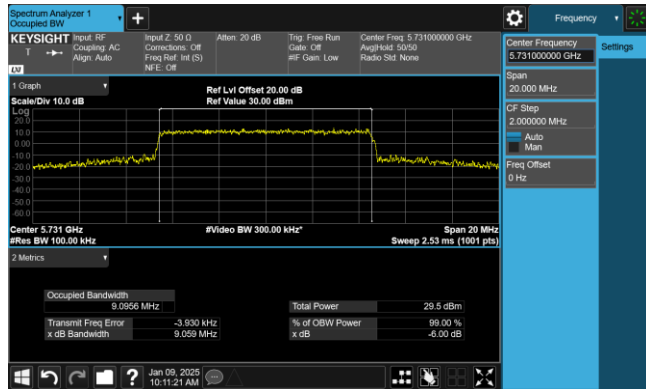 Spectrum Analyzer 1
Occupied BW
+
Frequency
KEYSIGHT
T
LXI
Input: RF
Coupling: AC
Align: Auto
Input Z: 50 Ω
Corrections: Off
Freq Ref: Int (S)
NFE: Off
Atten: 20 dB
Trig: Free Run
Gate: Off
#IF Gain: Low
Center Freq: 5.731000000 GHz
Avg|Hold: 50/50
Radio Std: None
1 Graph
Scale/Div 10.0 dB
Ref Lvl Offset 20.00 dB
Ref Value 30.00 dBm
Log
20.0
10.0
0.00
-10.0
-20.0
-30.0
-40.0
-50.0
-60.0
Center 5.731 GHz
#Res BW 100.00 kHz
#Video BW 300.00 kHz*
Span 20 MHz
Sweep 2.53 ms (1001 pts)
2 Metrics
Occupied Bandwidth
9.0956 MHz
Transmit Freq Error -3.930 kHz
x dB Bandwidth 9.059 MHz
Total Power 29.5 dBm
% of OBW Power 99.00 %
x dB -6.00 dB
Center Frequency
5.731000000 GHz
Span
20.000 MHz
CF Step
2.000000 MHz
Auto
Man
Freq Offset
0 Hz
Settings
?
Jan 09, 2025
10:11:21 AM